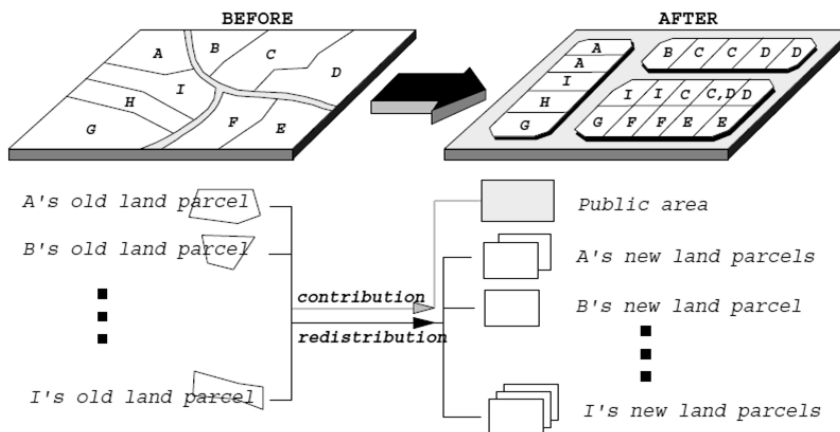 BEFORE
AFTER
A
B
C
D
I
H
G
F
E
A
A
I
H
G
B C C D D
I I C C,D D
G F F E E
A's old land parcel
B's old land parcel
I's old land parcel
contribution
redistribution
Public area
A's new land parcels
B's new land parcel
I's new land parcels